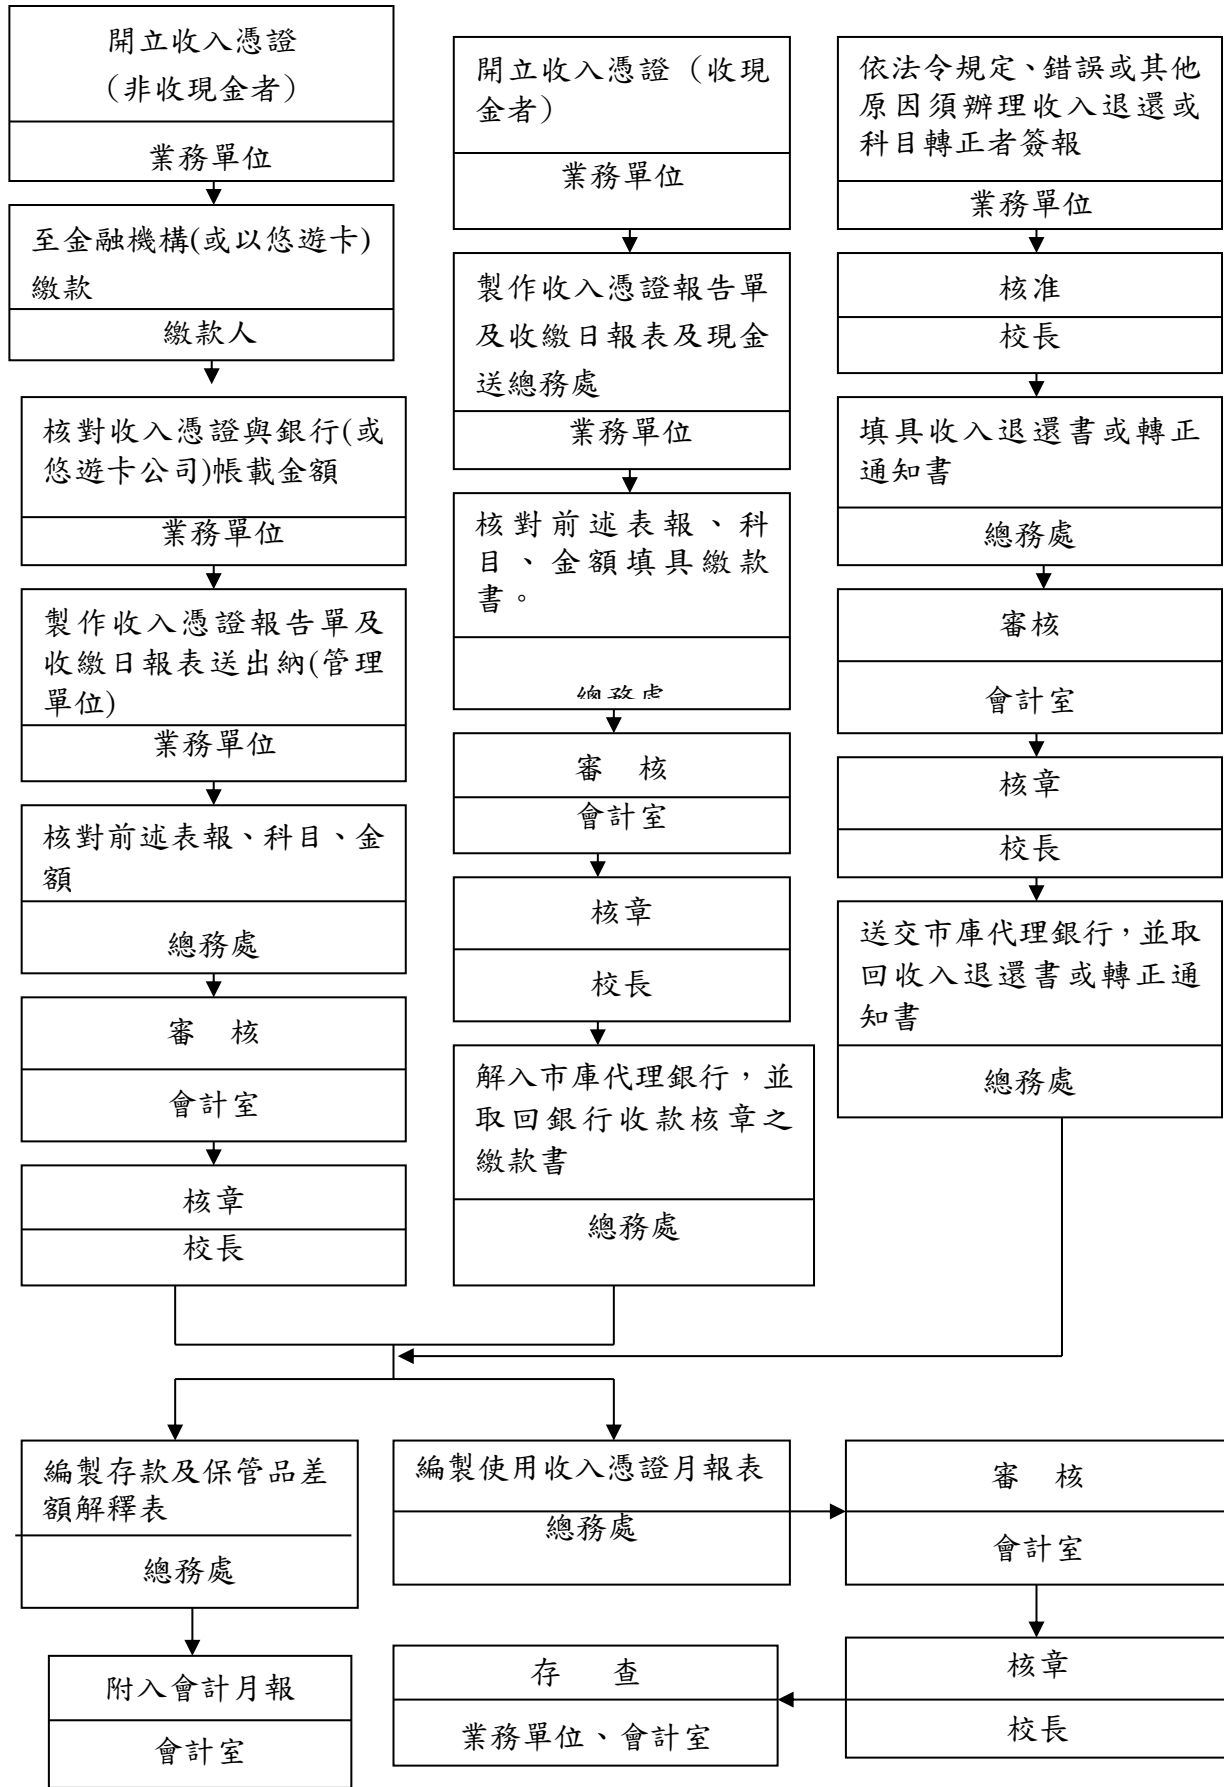 開立收入憑證
（非收現金者）
業務單位
至金融機構(或以悠遊卡)
繳款
繳款人
核對收入憑證與銀行(或
悠遊卡公司)帳載金額
業務單位
製作收入憑證報告單及
收繳日報表送出納(管理
單位)
業務單位
核對前述表報、科目、金
額
總務處
審 核
會計室
核章
校長
開立收入憑證（收現
金者）
業務單位
製作收入憑證報告單
及收繳日報表及現金
送總務處
業務單位
核對前述表報、科
目、金額填具繳款
書。
總務處
審 核
會計室
核章
校長
解入市庫代理銀行，並
取回銀行收款核章之
繳款書
總務處
依法令規定、錯誤或其他
原因須辦理收入退還或
科目轉正者簽報
業務單位
核准
校長
填具收入退還書或轉正
通知書
總務處
審核
會計室
核章
校長
送交市庫代理銀行，並取
回收入退還書或轉正通
知書
總務處
編製存款及保管品差
額解釋表
總務處
附入會計月報
會計室
編製使用收入憑證月報表
總務處
審 核
會計室
核章
校長
存 查
業務單位、會計室